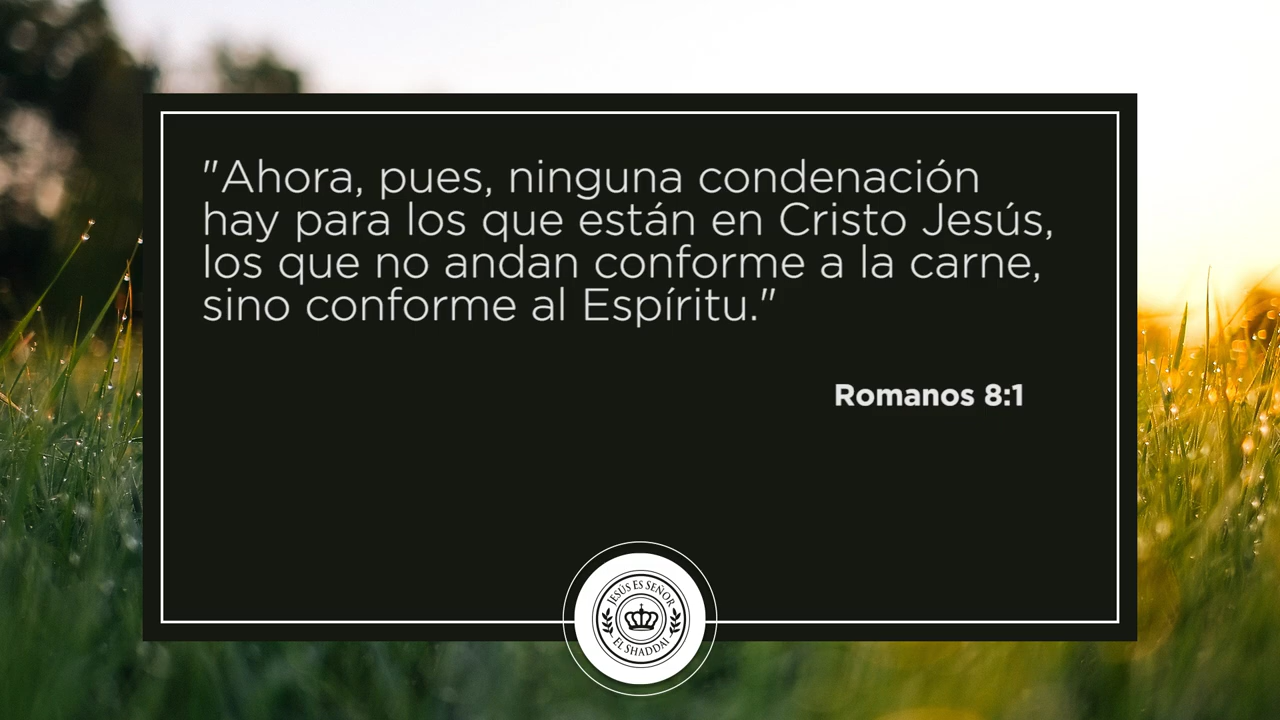 "Ahora, pues, ninguna condenación
hay para los que están en Cristo Jesús,
los que no andan conforme a la carne,
sino conforme al Espíritu."
Romanos 8:1
JESÚS ES SEÑOR
EL SHADDAI